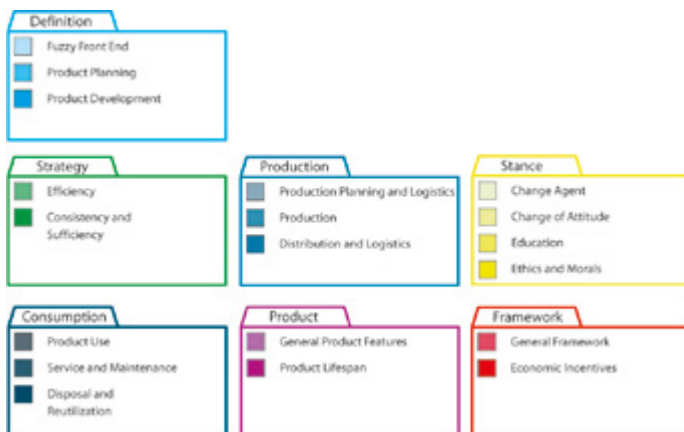 Definition
Fuzzy Front End
Product Planning
Product Development
Strategy
Efficiency
Consistency and
Sufficiency
Production
Production Planning and Logistics
Production
Distribution and Logistics
Stance
Change Agent
Change of Attitude
Education
Ethics and Morals
Consumption
Product Use
Service and Maintenance
Disposal and
Reutilization
Product
General Product Features
Product Lifespan
Framework
General Framework
Economic Incentives